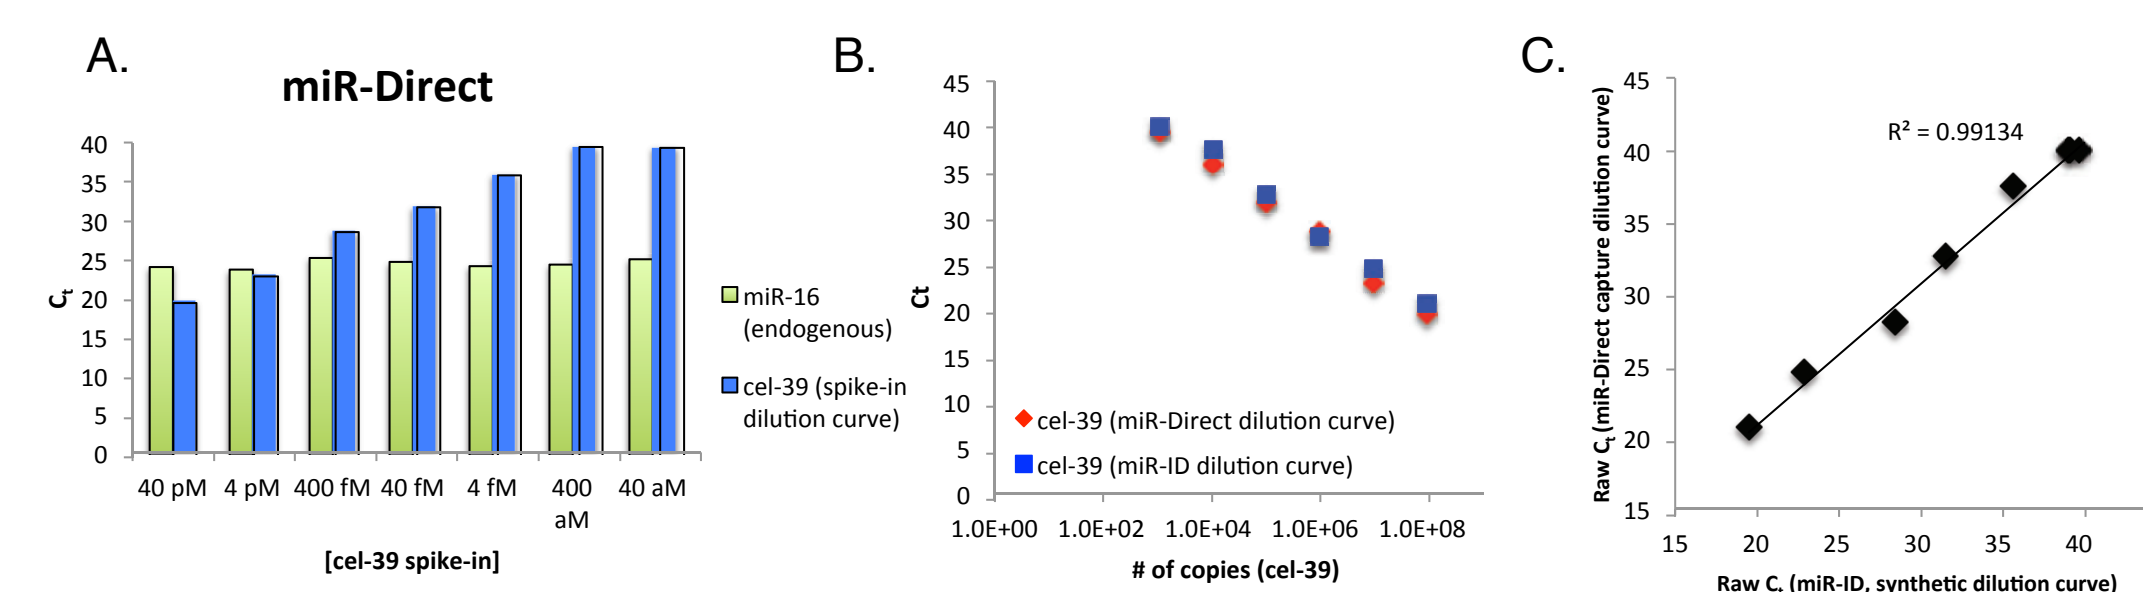 A.
miR-Direct
40
35
30
25
20
15
10
5
0
Ct
40 pM 4 pM 400 fM 40 fM 4 fM 400 40 aM
aM
[cel-39 spike-in]
miR-16
(endogenous)
cel-39 (spike-in
dilution curve)
B.
45
40
35
30
25
20
15
10
5
0
Ct
cel-39 (miR-Direct dilution curve)
cel-39 (miR-ID dilution curve)
1.0E+00 1.0E+02 1.0E+04 1.0E+06 1.0E+08
# of copies (cel-39)
C.
45
40
35
30
25
20
15
Raw Ct (miR-Direct capture dilution curve)
R² = 0.99134
15 20 25 30 35 40
Raw Ct (miR-ID, synthetic dilution curve)